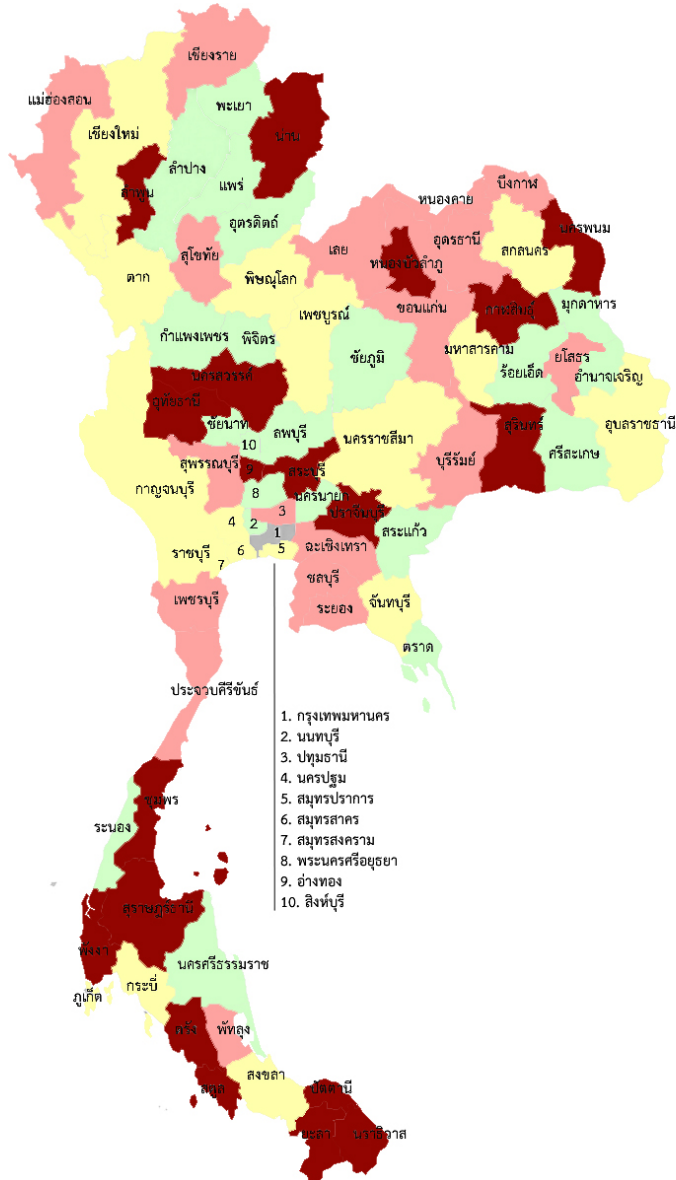 เชียงราย
แม่ฮ่องสอน
พะเยา
เชียงใหม่
น่าน
ลำปาง
ลำพูน
แพร่
บึงกาฬ
หนองคาย
อุตรดิตถ์
นครพนม
สุโขทัย
เลย
อุดรธานี
สกลนคร
หนองบัวลำภู
ตาก
พิษณุโลก
ขอนแก่น
กาฬสินธุ์
มุกดาหาร
เพชรบูรณ์
กำแพงเพชร
พิจิตร
ชัยภูมิ
มหาสารคาม
ยโสธร
ร้อยเอ็ด
อำนาจเจริญ
นครสวรรค์
อุทัยธานี
ชัยนาท
ลพบุรี
นครราชสีมา
สุรินทร์
อุบลราชธานี
10
สุพรรณบุรี
9
สระบุรี
บุรีรัมย์
ศรีสะเกษ
กาญจนบุรี
8
นครนายก
3
ปราจีนบุรี
4
2
1
สระแก้ว
ราชบุรี
6
5
ฉะเชิงเทรา
7
ชลบุรี
เพชรบุรี
ระยอง
จันทบุรี
ตราด
ประจวบคีรีขันธ์
1. กรุงเทพมหานคร
2. นนทบุรี
3. ปทุมธานี
4. นครปฐม
5. สมุทรปราการ
6. สมุทรสาคร
7. สมุทรสงคราม
8. พระนครศรีอยุธยา
9. อ่างทอง
10. สิงห์บุรี
ชุมพร
ระนอง
สุราษฎร์ธานี
พังงา
นครศรีธรรมราช
กระบี่
ภูเก็ต
ตรัง
พัทลุง
สงขลา
สตูล
ปัตตานี
ยะลา
นราธิวาส